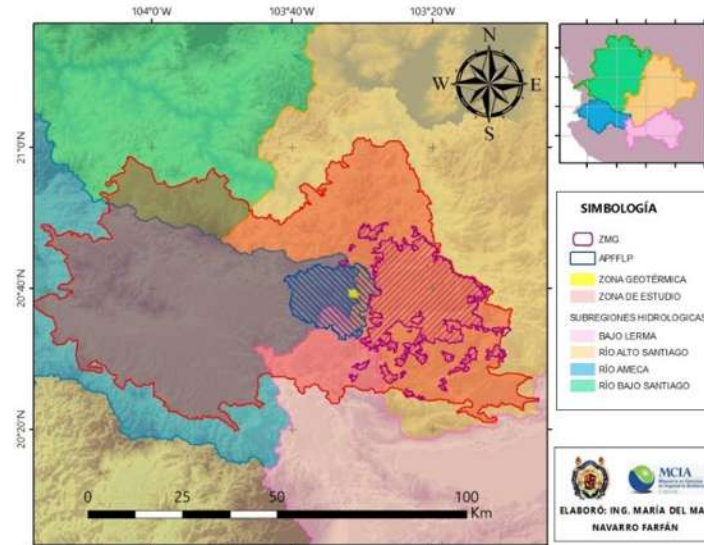 104°0'W 103°40'W 103°20'W
N
W E
S
21°0'N
20°40'N
20°20'N
0 25 50 100
Km
SIMBOLOGÍA
ZMG
APFFLP
ZONA GEOTÉRMICA
ZONA DE ESTUDIO
SUBREGIONES HIDROLOGICAS
BAJO LERMA
RÍO ALTO SANTIAGO
RÍO AMECA
RÍO BAJO SANTIAGO
MCIA
ELABORÓ: ING. MARÍA DEL MA
NAVARRO FARFÁN